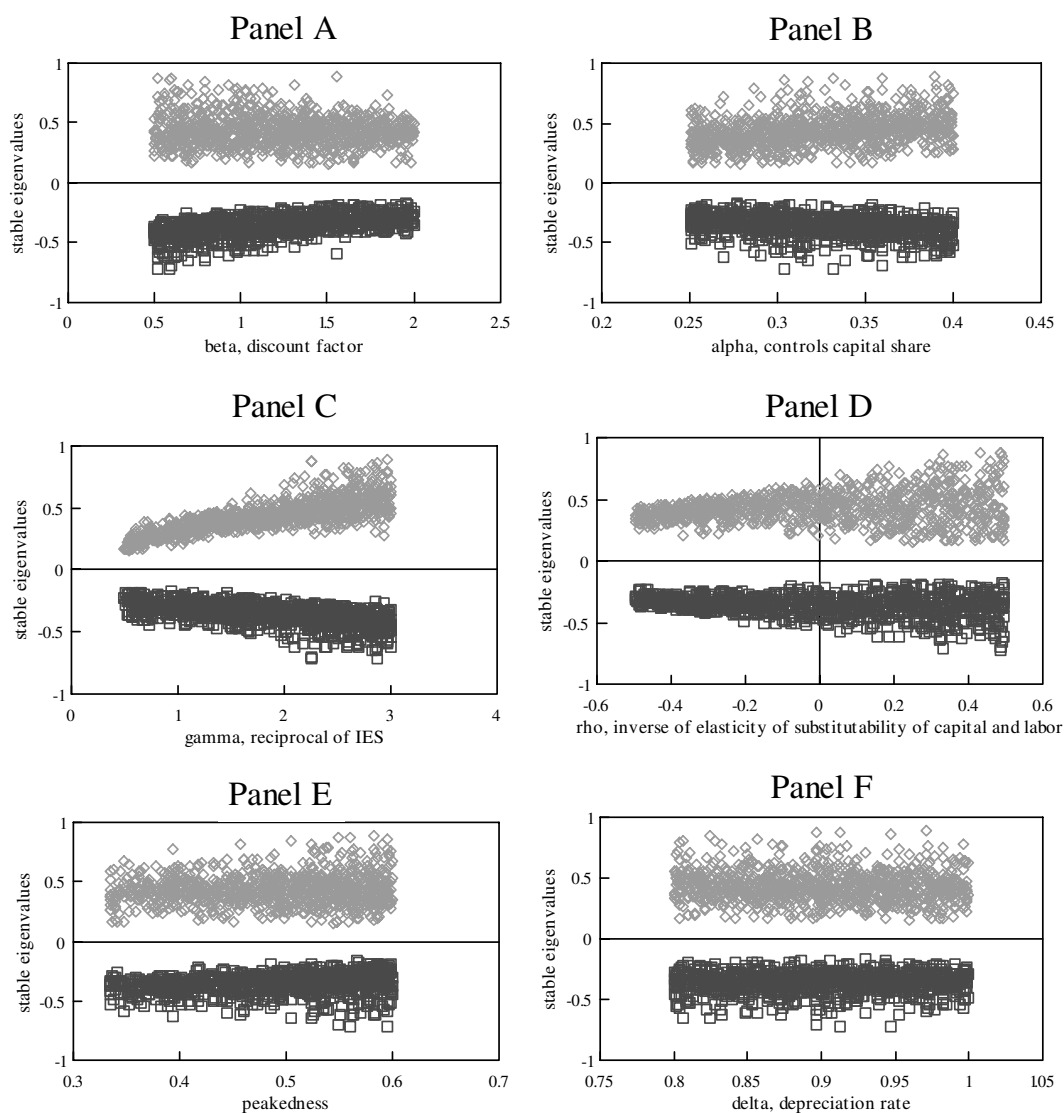 Panel A
1
0.5
0
-0.5
-1
stable eigenvalues
0 0.5 1 1.5 2 2.5
beta, discount factor
Panel B
1
0.5
0
-0.5
-1
stable eigenvalues
0.2 0.25 0.3 0.35 0.4 0.45
alpha, controls capital share
Panel C
1
0.5
0
-0.5
-1
stable eigenvalues
0 1 2 3 4
gamma, reciprocal of IES
Panel D
1
0.5
0
-0.5
-1
stable eigenvalues
-0.6 -0.4 -0.2 0 0.2 0.4 0.6
rho, inverse of elasticity of substitutability of capital and labor
Panel E
1
0.5
0
-0.5
-1
stable eigenvalues
0.3 0.4 0.5 0.6 0.7
peakedness
Panel F
1
0.5
0
-0.5
-1
stable eigenvalues
0.75 0.8 0.85 0.9 0.95 1 105
delta, depreciation rate